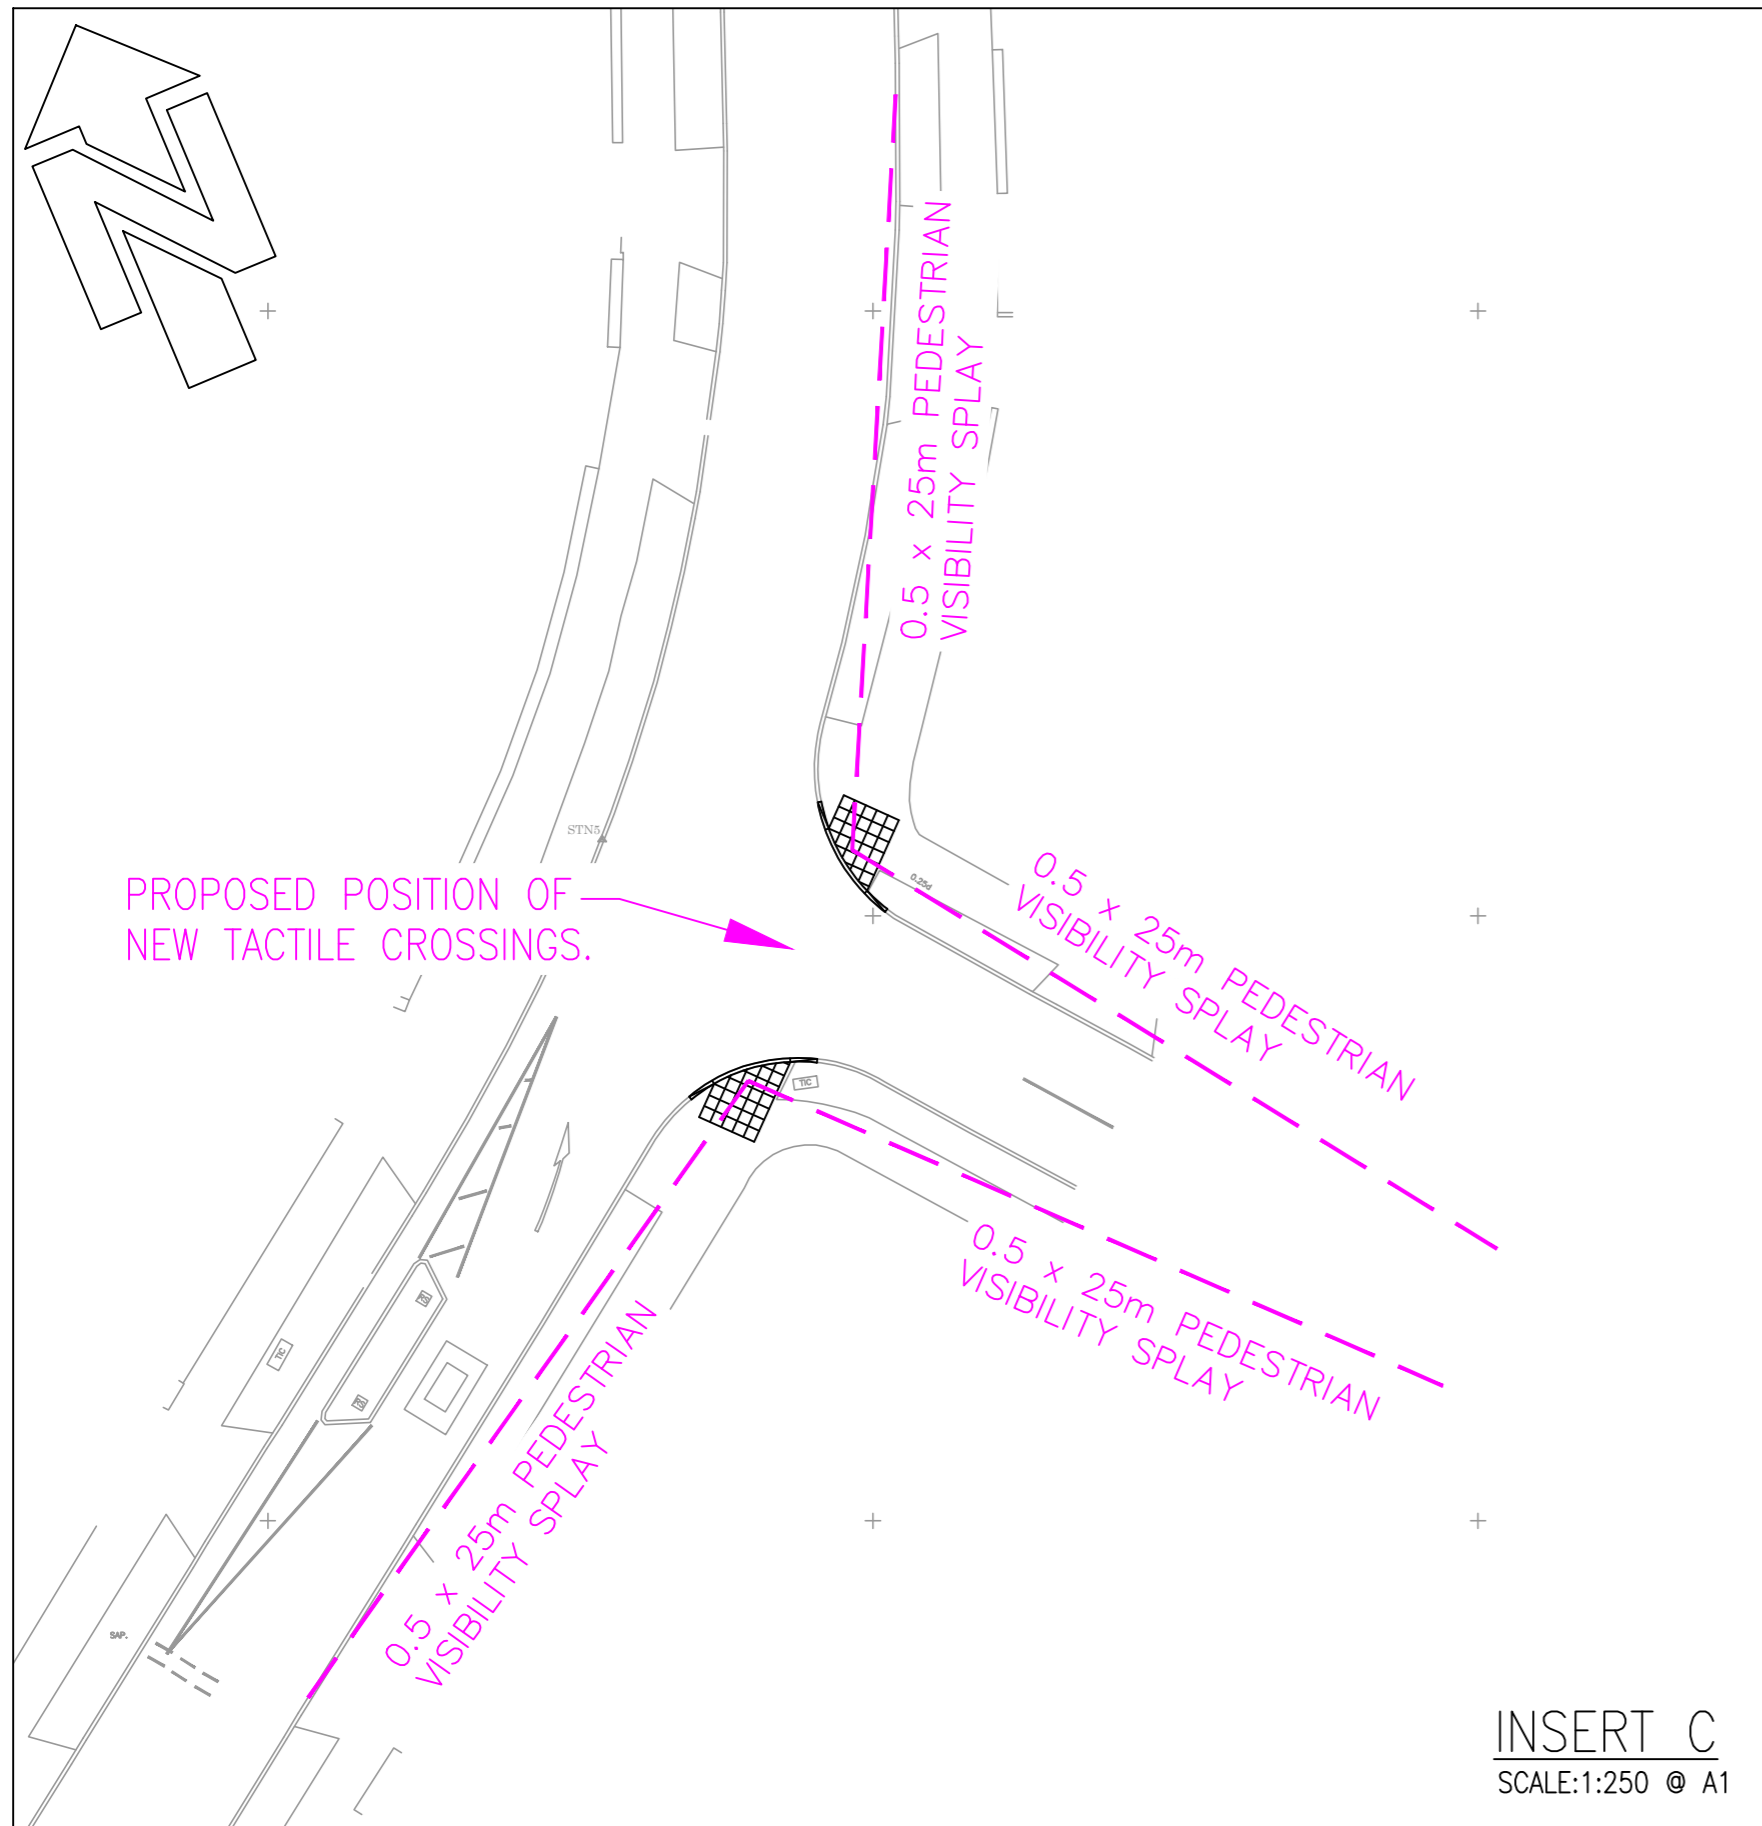 0.5 x 25m PEDESTRIAN
VISIBILITY SPLAY
STN5
PROPOSED POSITION OF
NEW TACTILE CROSSINGS.
0.25d
0.5 x 25m PEDESTRIAN
VISIBILITY SPLAY
TIC
0.5 x 25m PEDESTRIAN
VISIBILITY SPLAY
TIC
0.5 x 25m PEDESTRIAN
VISIBILITY SPLAY
SAP.
INSERT C
SCALE:1:250 @ A1